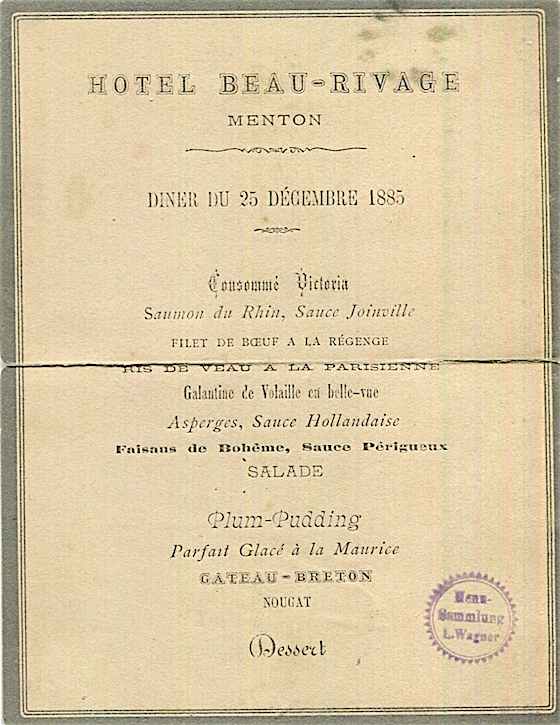 HOTEL BEAU-RIVAGE
MENTON
DINER DU 25 DÉCEMBRE 1885
Consommé Victoria
Saumon du Rhin, Sauce Joinville
FILET DE BŒUF A LA RÉGENGE
RIS DE VEAU A LA PARISIENNE
Galantine de Volaille en belle-vue
Asperges, Sauce Hollandaise
Faisans de Bohême, Sauce Périgueux
SALADE
Plum-Pudding
Parfait Glacé à la Maurice
GATEAU-BRETON
NOUGAT
Dessert
Menu-
Sammlung
L. Wagner